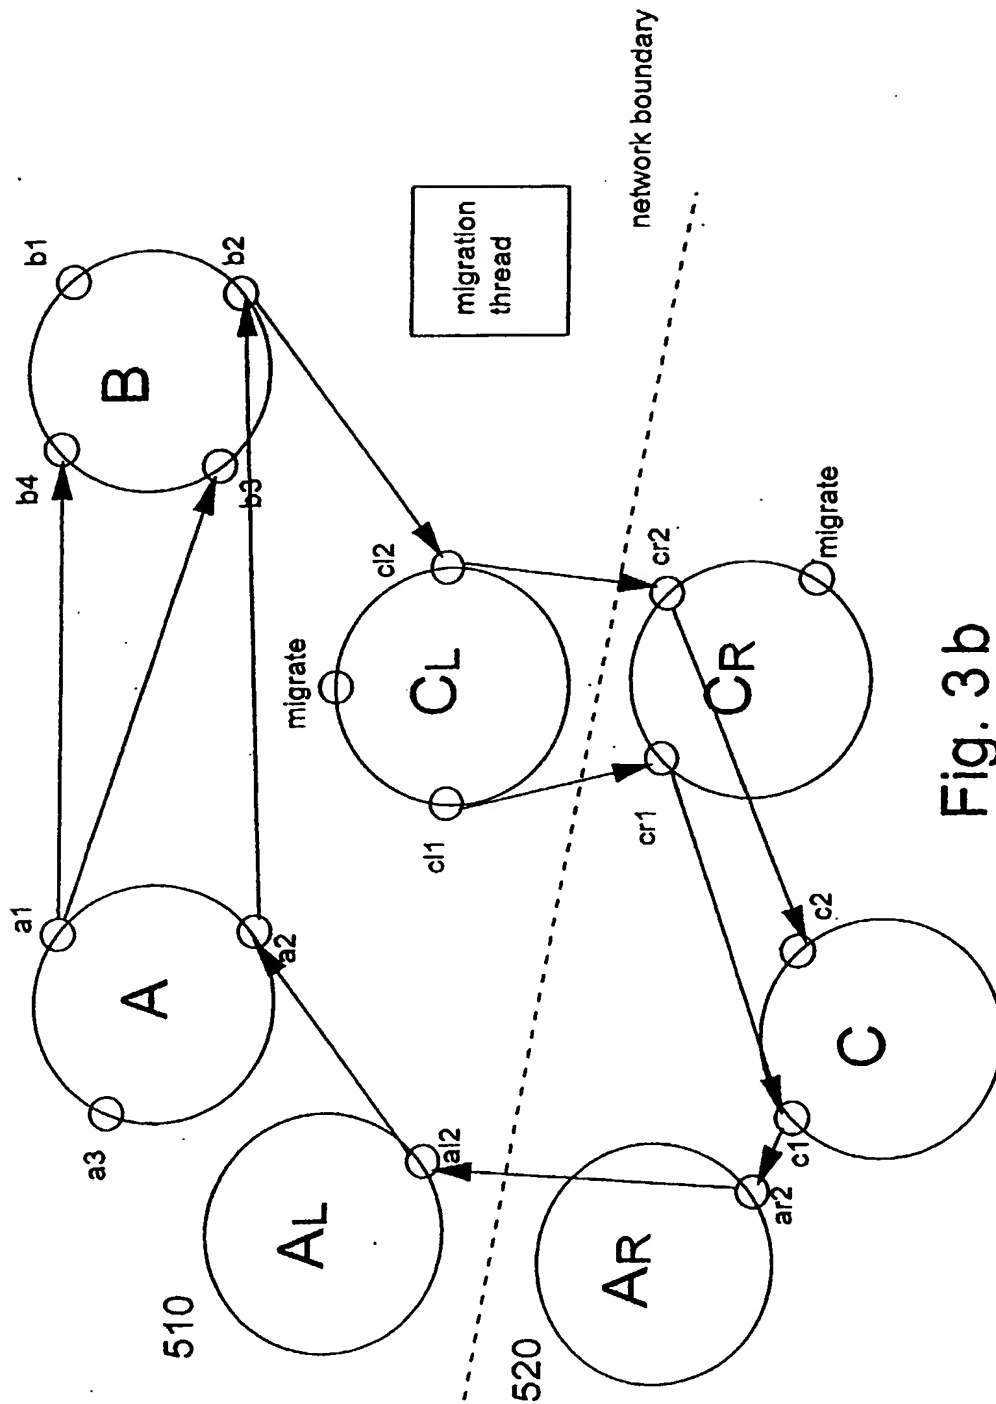 510
520
AL
AR
al2
ar2
a3
A
a1
a2
c1
C
c2
cl1
CL
cl2
migrate
cr1
CR
cr2
migrate
b4
b3
B
b1
b2
migration
thread
network boundary
Fig. 3b